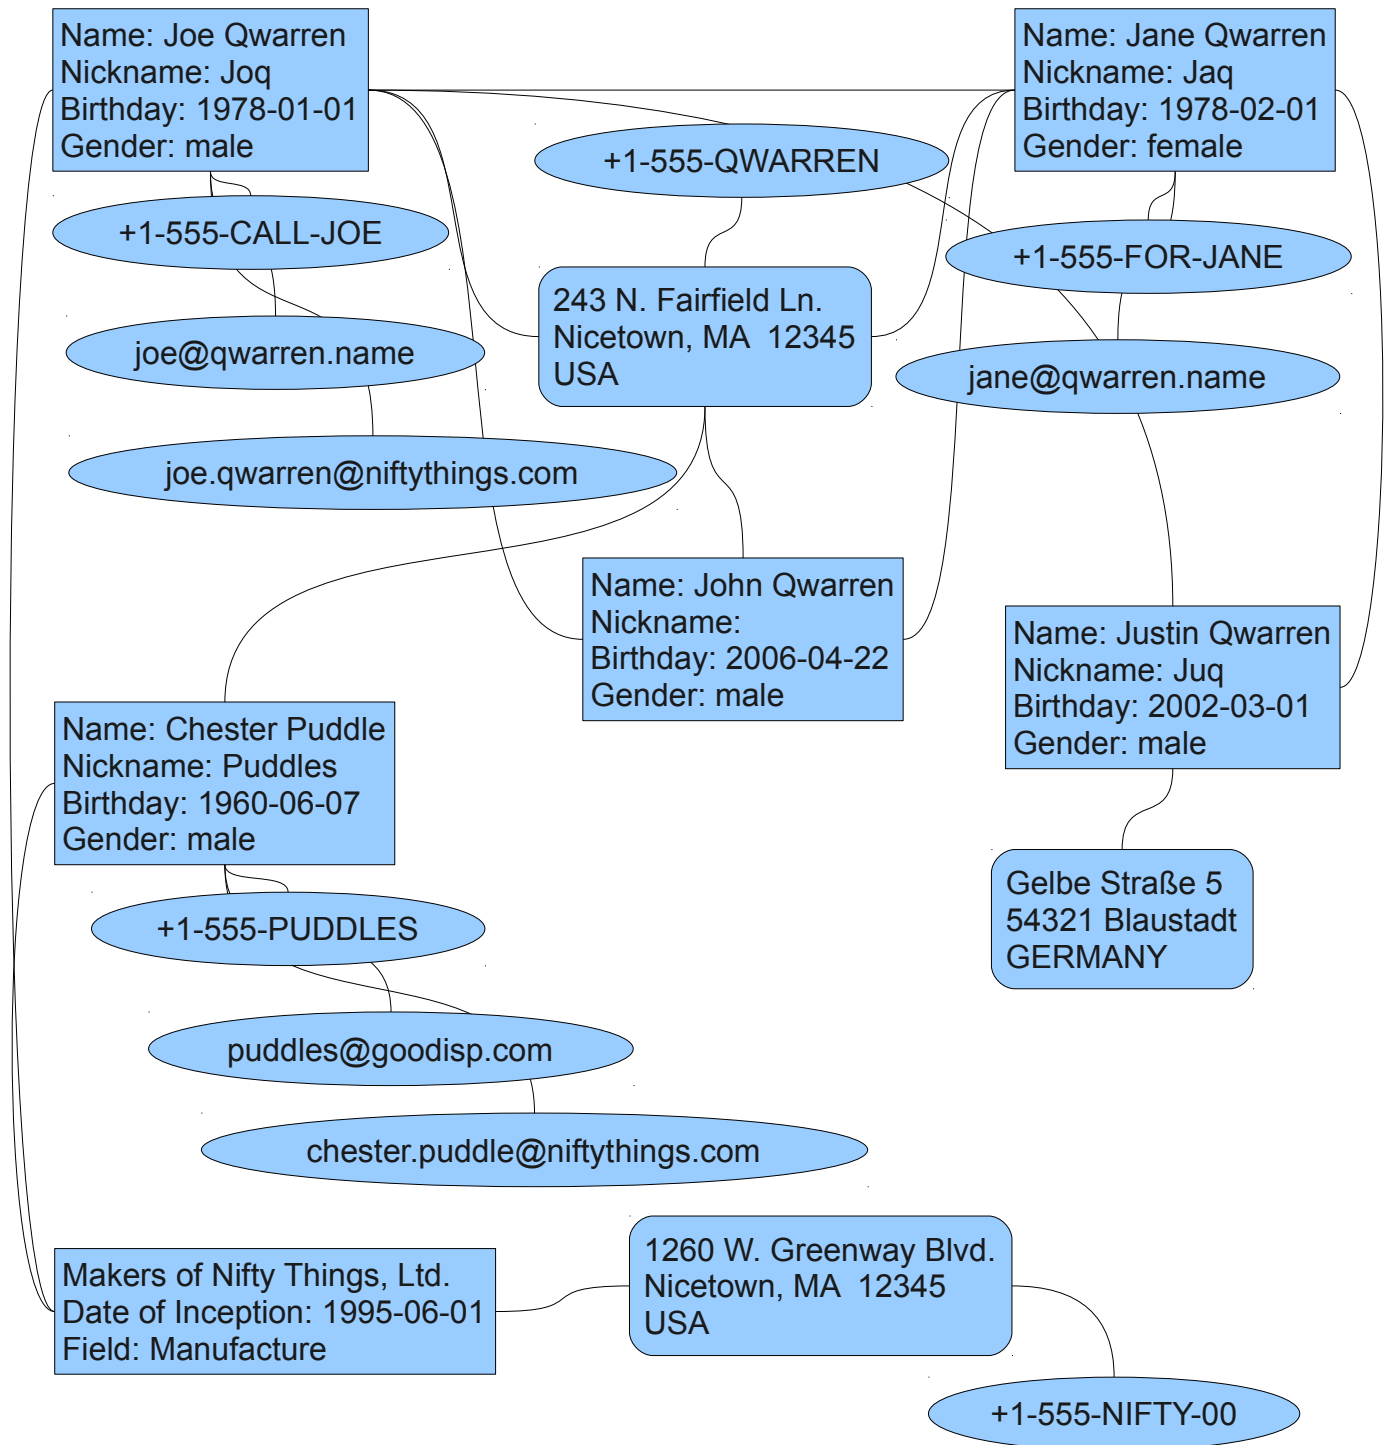 Name: Joe Qwarren
Nickname: Joq
Birthday: 1978-01-01
Gender: male
Name: Jane Qwarren
Nickname: Jaq
Birthday: 1978-02-01
Gender: female
+1-555-QWARREN
+1-555-CALL-JOE
+1-555-FOR-JANE
243 N. Fairfield Ln.
Nicetown, MA  12345
USA
joe@qwarren.name
jane@qwarren.name
joe.qwarren@niftythings.com
Name: John Qwarren
Nickname:
Birthday: 2006-04-22
Gender: male
Name: Justin Qwarren
Nickname: Juq
Birthday: 2002-03-01
Gender: male
Name: Chester Puddle
Nickname: Puddles
Birthday: 1960-06-07
Gender: male
Gelbe Straße 5
54321 Blaustadt
GERMANY
+1-555-PUDDLES
puddles@goodisp.com
chester.puddle@niftythings.com
Makers of Nifty Things, Ltd.
Date of Inception: 1995-06-01
Field: Manufacture
1260 W. Greenway Blvd.
Nicetown, MA  12345
USA
+1-555-NIFTY-00